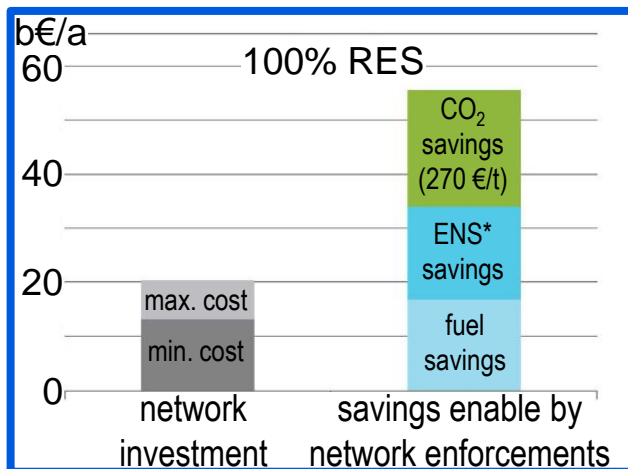 b€/a
60
100% RES
CO₂
savings
(270 €/t)
40
ENS*
savings
20
max. cost
min. cost
fuel
savings
0
network
investment
savings enable by
network enforcements